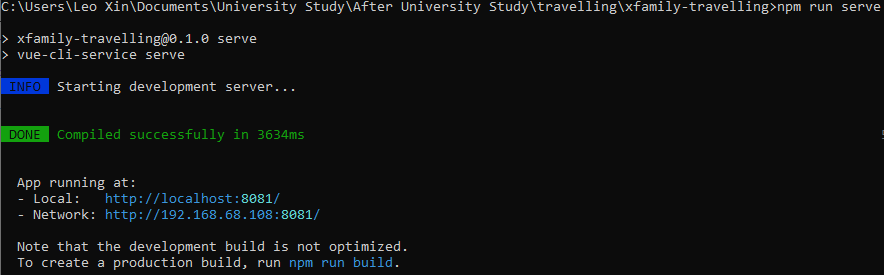 C:\Users\Leo Xin\Documents\University Study\After University Study\travelling\xfamily-travelling>npm run serve
> xfamily-travelling@0.1.0 serve
> vue-cli-service serve
INFO Starting development server...
DONE Compiled successfully in 3634ms
App running at:
- Local: http://localhost:8081/
- Network: http://192.168.68.108:8081/
Note that the development build is not optimized.
To create a production build, run npm run build.